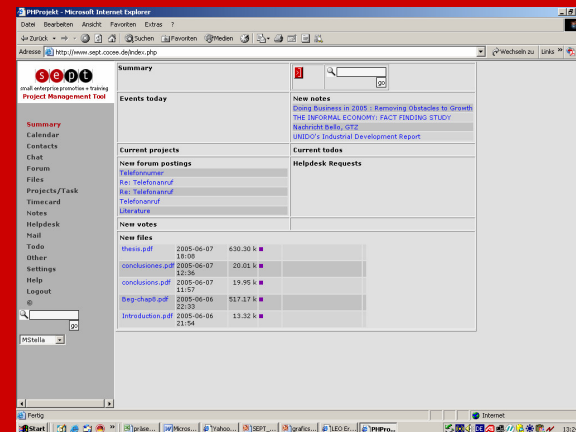 PHProjekt - Microsoft Internet Explorer
Datei Bearbeiten Ansicht Favoriten Extras ?
Zurück Suchen Favoriten Medien
Adresse http://www.sept.cocee.de/index.php Wechseln zu Links »
sept
small enterprise promotion + training
Project Management Tool
Summary
Calendar
Contacts
Chat
Forum
Files
Projects/Task
Timecard
Notes
Helpdesk
Mail
Todo
Other
Settings
Help
Logout
©
go
MStella
Summary
go
Events today
New notes
Doing Business in 2005 : Removing Obstacles to Growth
THE INFORMAL ECONOMY: FACT FINDING STUDY
Nachricht Bello, GTZ
UNIDO's Industrial Development Report
Current projects
Current todos
New forum postings
Telefonnumer
Re: Telefonanruf
Re: Telefonanruf
Telefonanruf
Literature
Helpdesk Requests
New votes
New files
thesis.pdf 2005-06-07 630.30 k
18:08
conclusiones.pdf 2005-06-07 20.01 k
12:36
conclusions.pdf 2005-06-07 19.95 k
11:57
Beg-chap8.pdf 2005-06-06 517.17 k
22:33
Introduction.pdf 2005-06-06 13.32 k
21:54
Fertig Internet
Start » präse... Mikros... Yahoo... SEPT_... grafics... LEO Er... PHPro... DE